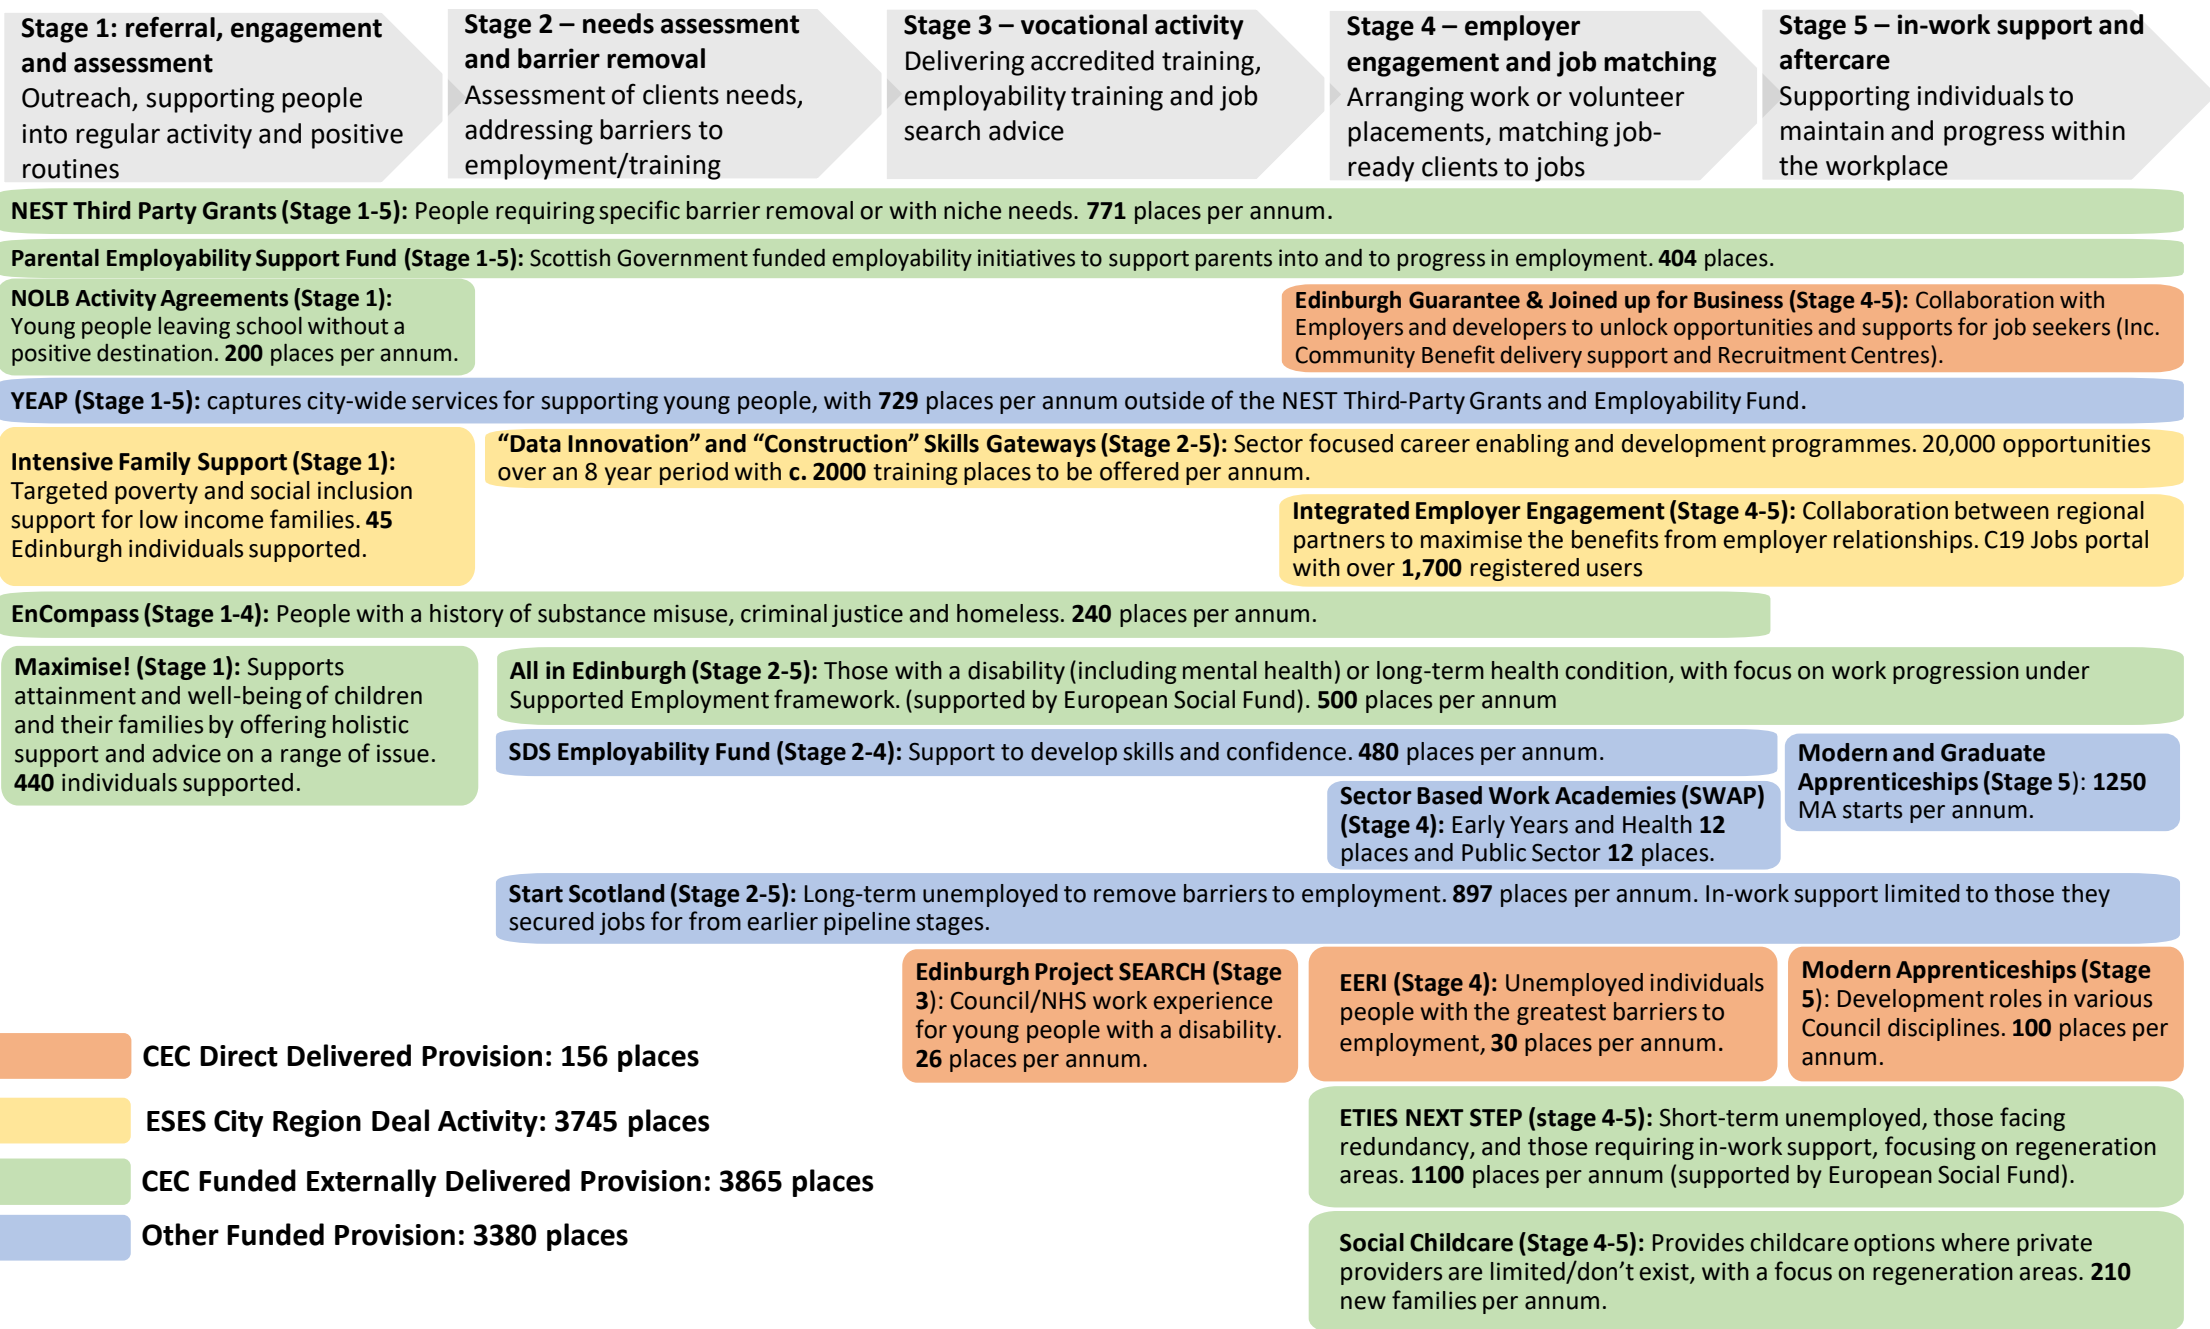 Stage 1: referral, engagement
and assessment
Outreach, supporting people
into regular activity and positive
routines
Stage 2 – needs assessment
and barrier removal
Assessment of clients needs,
addressing barriers to
employment/training
Stage 3 – vocational activity
Delivering accredited training,
employability training and job
search advice
Stage 4 – employer
engagement and job matching
Arranging work or volunteer
placements, matching job-
ready clients to jobs
Stage 5 – in-work support and
aftercare
Supporting individuals to
maintain and progress within
the workplace
NEST Third Party Grants (Stage 1-5): People requiring specific barrier removal or with niche needs. 771 places per annum.
Parental Employability Support Fund (Stage 1-5): Scottish Government funded employability initiatives to support parents into and to progress in employment. 404 places.
NOLB Activity Agreements (Stage 1):
Young people leaving school without a
positive destination. 200 places per annum.
Edinburgh Guarantee & Joined up for Business (Stage 4-5): Collaboration with
Employers and developers to unlock opportunities and supports for job seekers (Inc.
Community Benefit delivery support and Recruitment Centres).
YEAP (Stage 1-5): captures city-wide services for supporting young people, with 729 places per annum outside of the NEST Third-Party Grants and Employability Fund.
Intensive Family Support (Stage 1):
Targeted poverty and social inclusion
support for low income families. 45
Edinburgh individuals supported.
“Data Innovation” and “Construction” Skills Gateways (Stage 2-5): Sector focused career enabling and development programmes. 20,000 opportunities
over an 8 year period with c. 2000 training places to be offered per annum.
Integrated Employer Engagement (Stage 4-5): Collaboration between regional
partners to maximise the benefits from employer relationships. C19 Jobs portal
with over 1,700 registered users
EnCompass (Stage 1-4): People with a history of substance misuse, criminal justice and homeless. 240 places per annum.
Maximise! (Stage 1): Supports
attainment and well-being of children
and their families by offering holistic
support and advice on a range of issue.
440 individuals supported.
All in Edinburgh (Stage 2-5): Those with a disability (including mental health) or long-term health condition, with focus on work progression under
Supported Employment framework. (supported by European Social Fund). 500 places per annum
SDS Employability Fund (Stage 2-4): Support to develop skills and confidence. 480 places per annum.
Modern and Graduate
Apprenticeships (Stage 5): 1250
MA starts per annum.
Sector Based Work Academies (SWAP)
(Stage 4): Early Years and Health 12
places and Public Sector 12 places.
Start Scotland (Stage 2-5): Long-term unemployed to remove barriers to employment. 897 places per annum. In-work support limited to those they
secured jobs for from earlier pipeline stages.
Edinburgh Project SEARCH (Stage
3): Council/NHS work experience
for young people with a disability.
26 places per annum.
EERI (Stage 4): Unemployed individuals
people with the greatest barriers to
employment, 30 places per annum.
Modern Apprenticeships (Stage
5): Development roles in various
Council disciplines. 100 places per
annum.
CEC Direct Delivered Provision: 156 places
ESES City Region Deal Activity: 3745 places
CEC Funded Externally Delivered Provision: 3865 places
Other Funded Provision: 3380 places
ETIES NEXT STEP (stage 4-5): Short-term unemployed, those facing
redundancy, and those requiring in-work support, focusing on regeneration
areas. 1100 places per annum (supported by European Social Fund).
Social Childcare (Stage 4-5): Provides childcare options where private
providers are limited/don’t exist, with a focus on regeneration areas. 210
new families per annum.